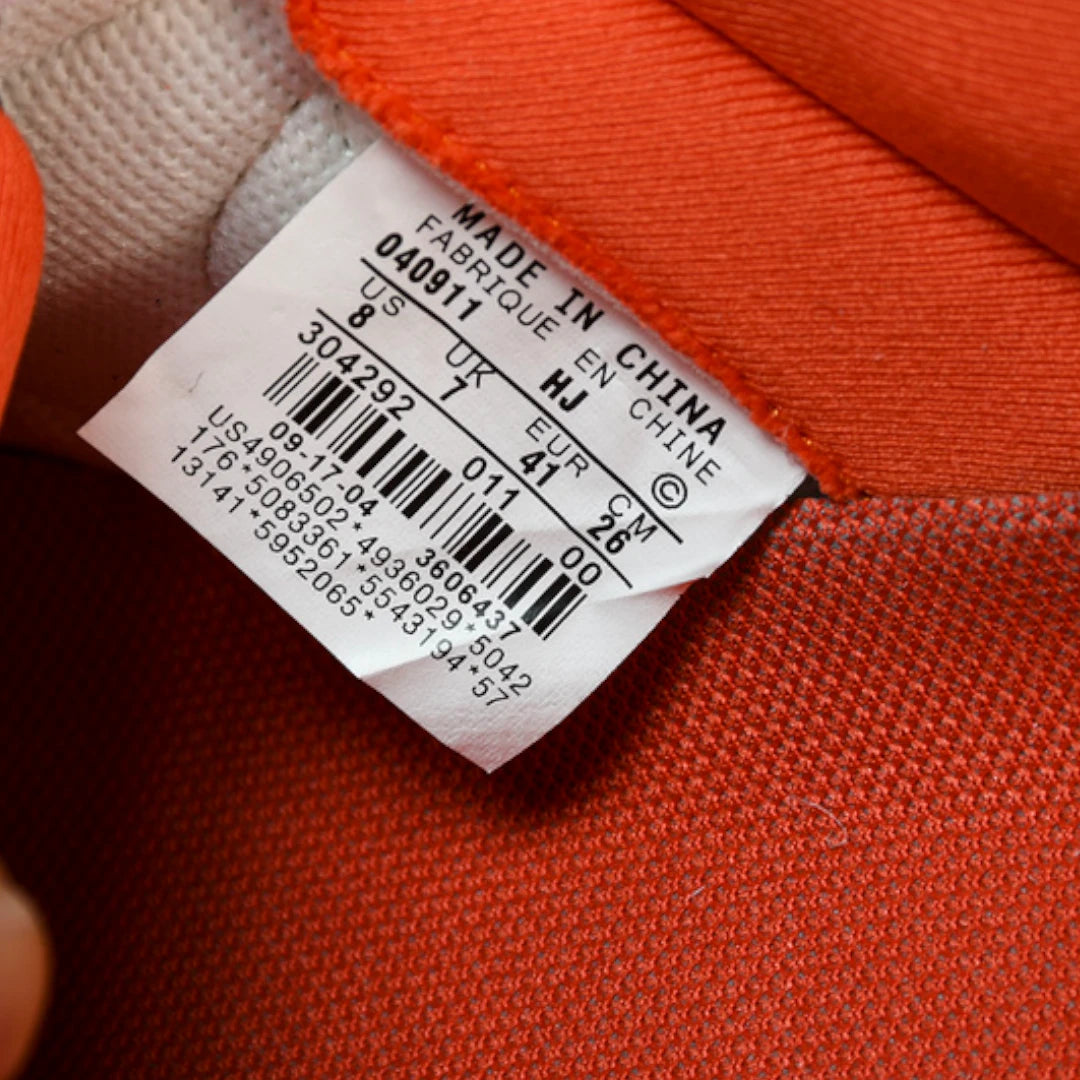 MADE IN CHINA
FABRIQUE EN CHINE
040911 HJ ©
US UK EUR CM
8 7 41 26
304292 011 00
09-17-04 3606437
US4906502*4936029*5042
176*5083361*5543194*57
13141*5952065*